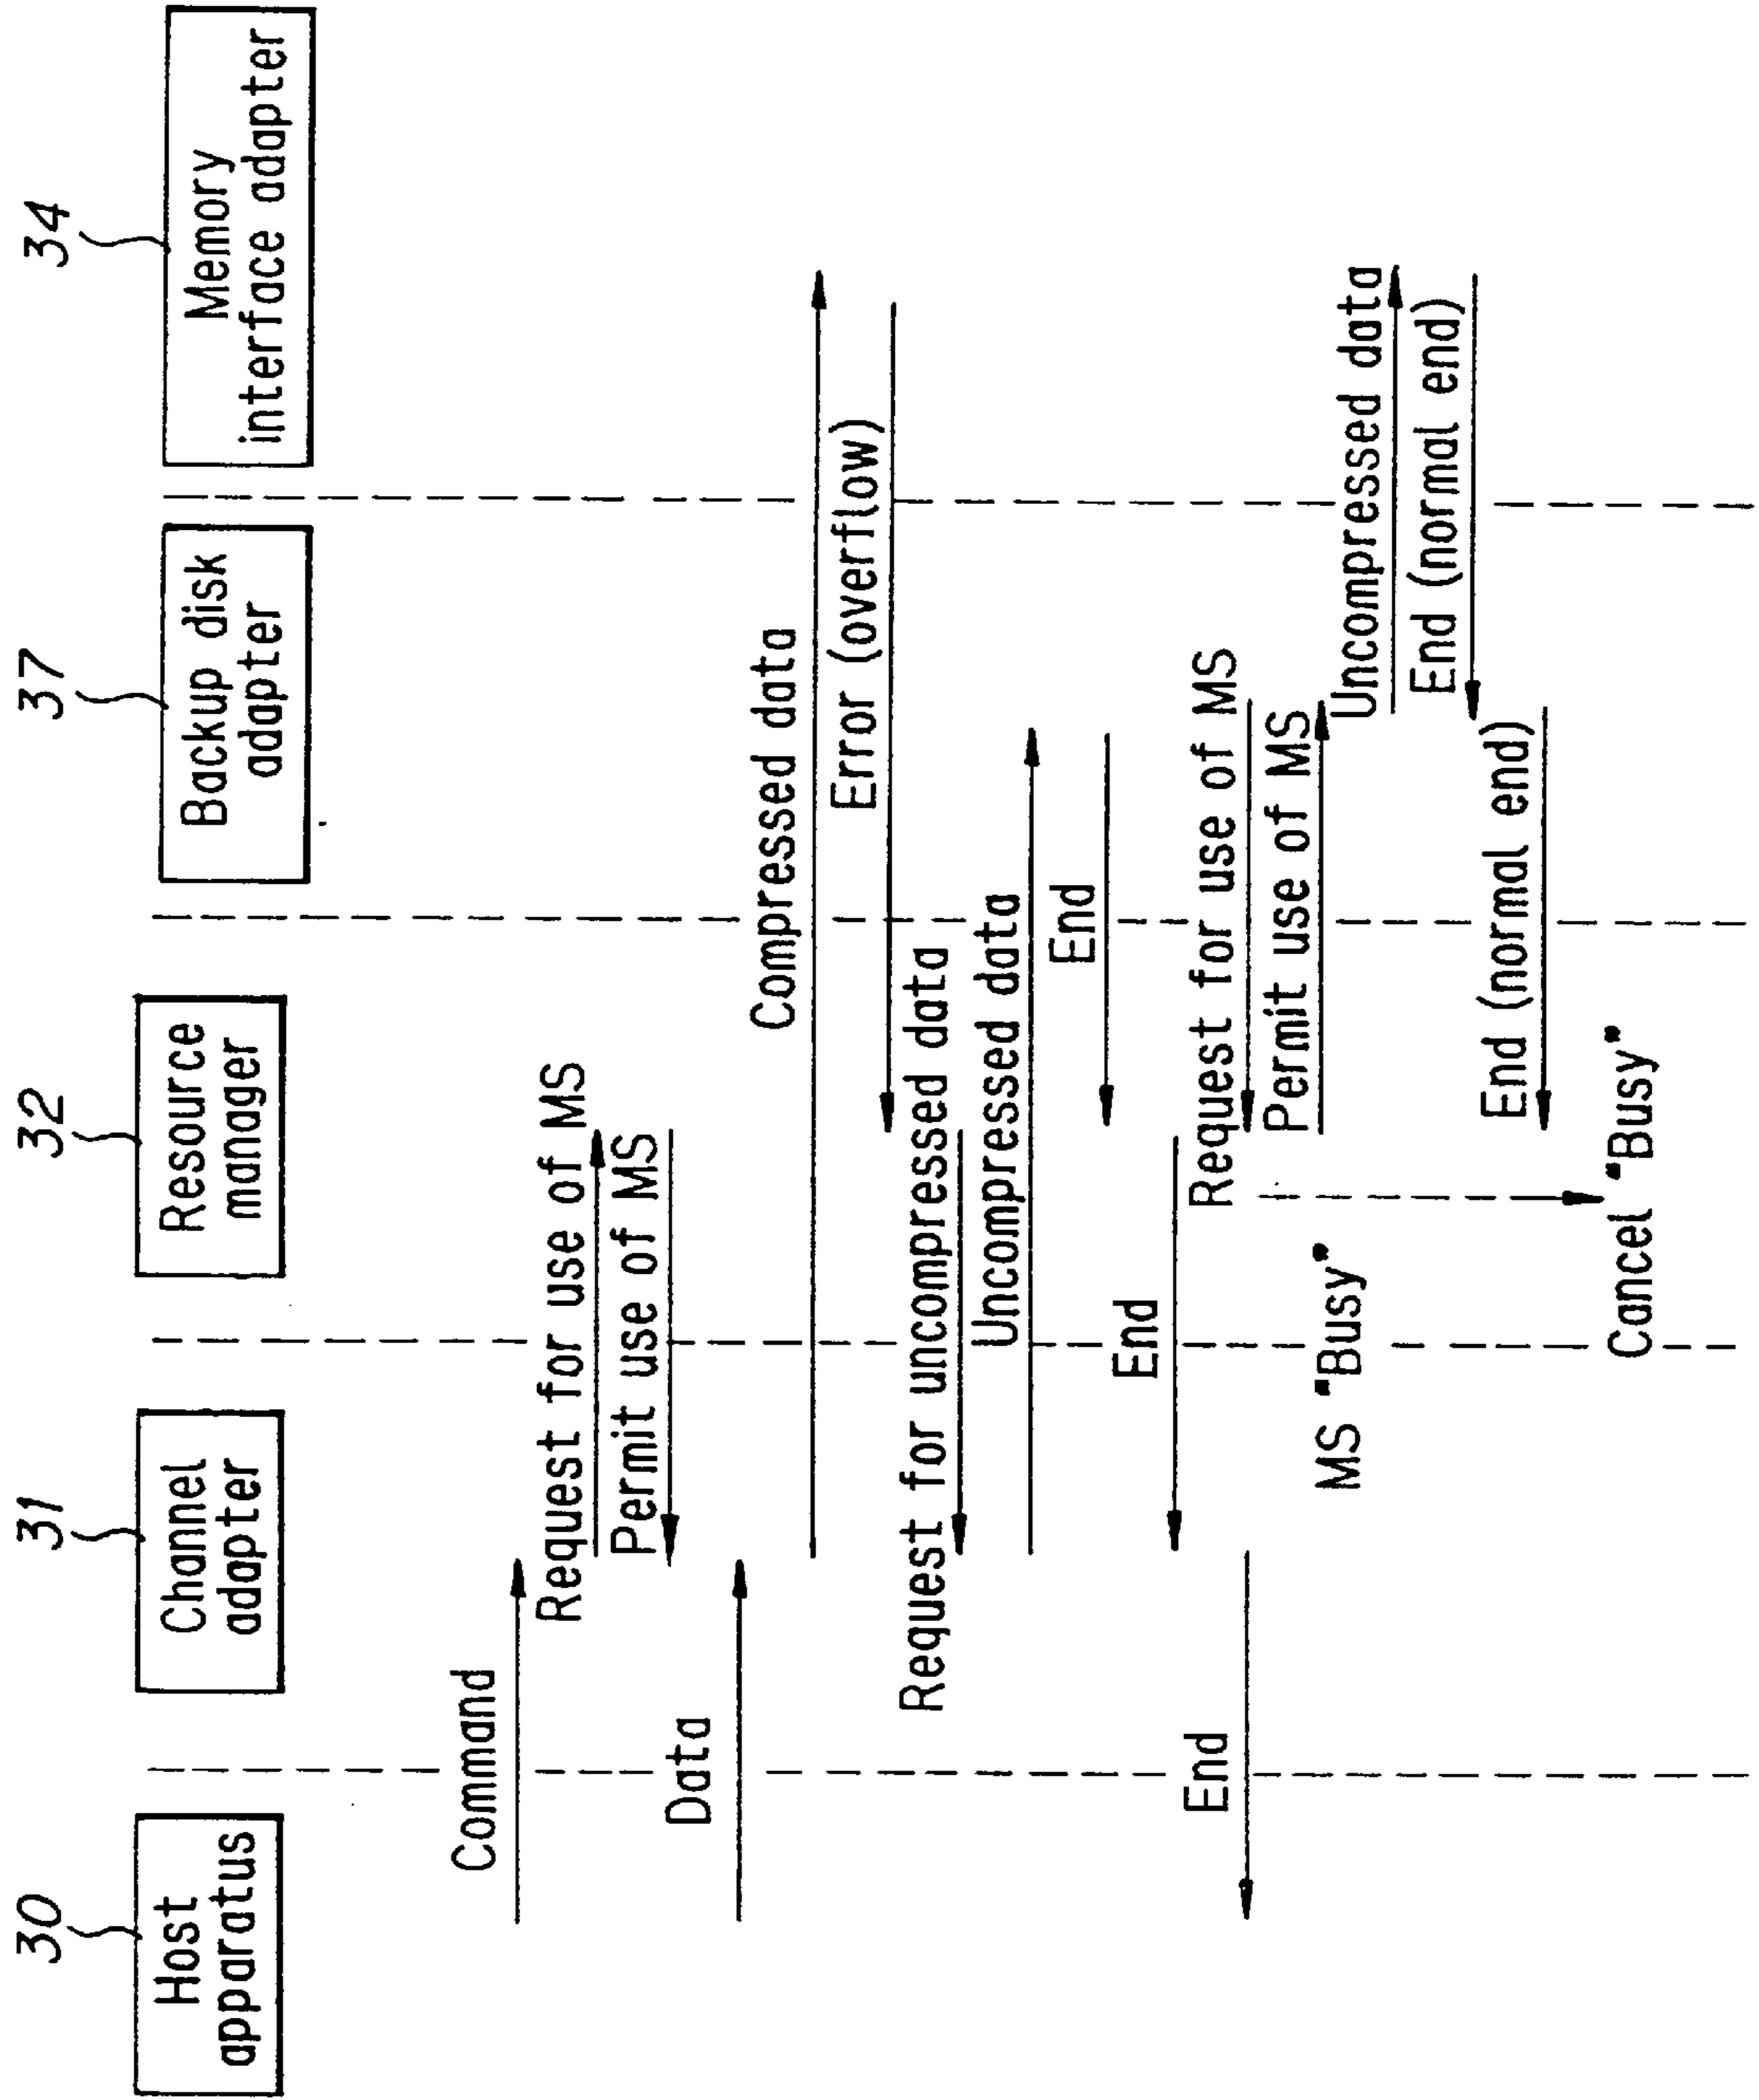 30
Host
apparatus
31
Channel
adapter
32
Resource
manager
37
Backup disk
adapter
34
Memory
interface adapter
Command
Request for use of MS
Permit use of MS
Data
Compressed data
Error (overflow)
Request for uncompressed data
Uncompressed data
End
End
End
Request for use of MS
Permit use of MS
MS "Busy"
Uncompressed data
End (normal end)
End (normal end)
Cancel "Busy"